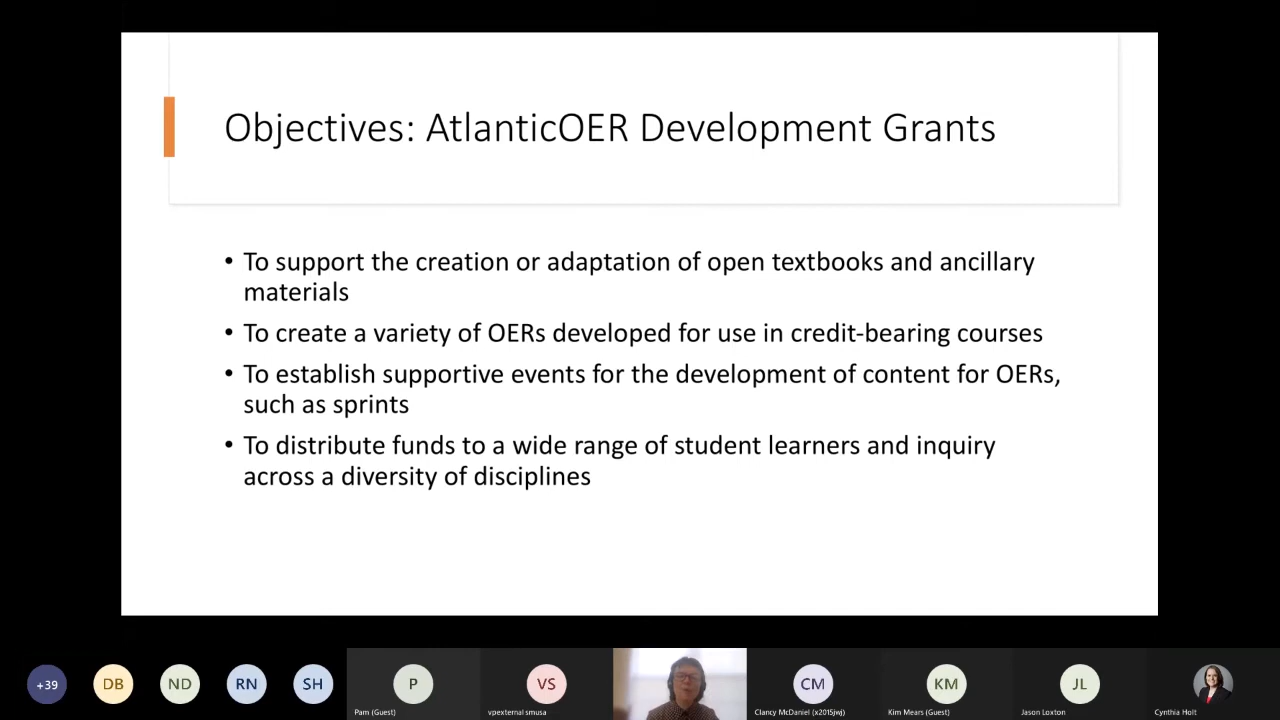 Objectives: AtlanticOER Development Grants
• To support the creation or adaptation of open textbooks and ancillary
materials
• To create a variety of OERs developed for use in credit-bearing courses
• To establish supportive events for the development of content for OERs,
such as sprints
• To distribute funds to a wide range of student learners and inquiry
across a diversity of disciplines
+39 DB ND RN SH P VS CM KM JL
Pam (Guest) vpexternal smusa Clancy McDaniel (x2015jwj) Kim Mears (Guest) Jason Loxton Cynthia Holt